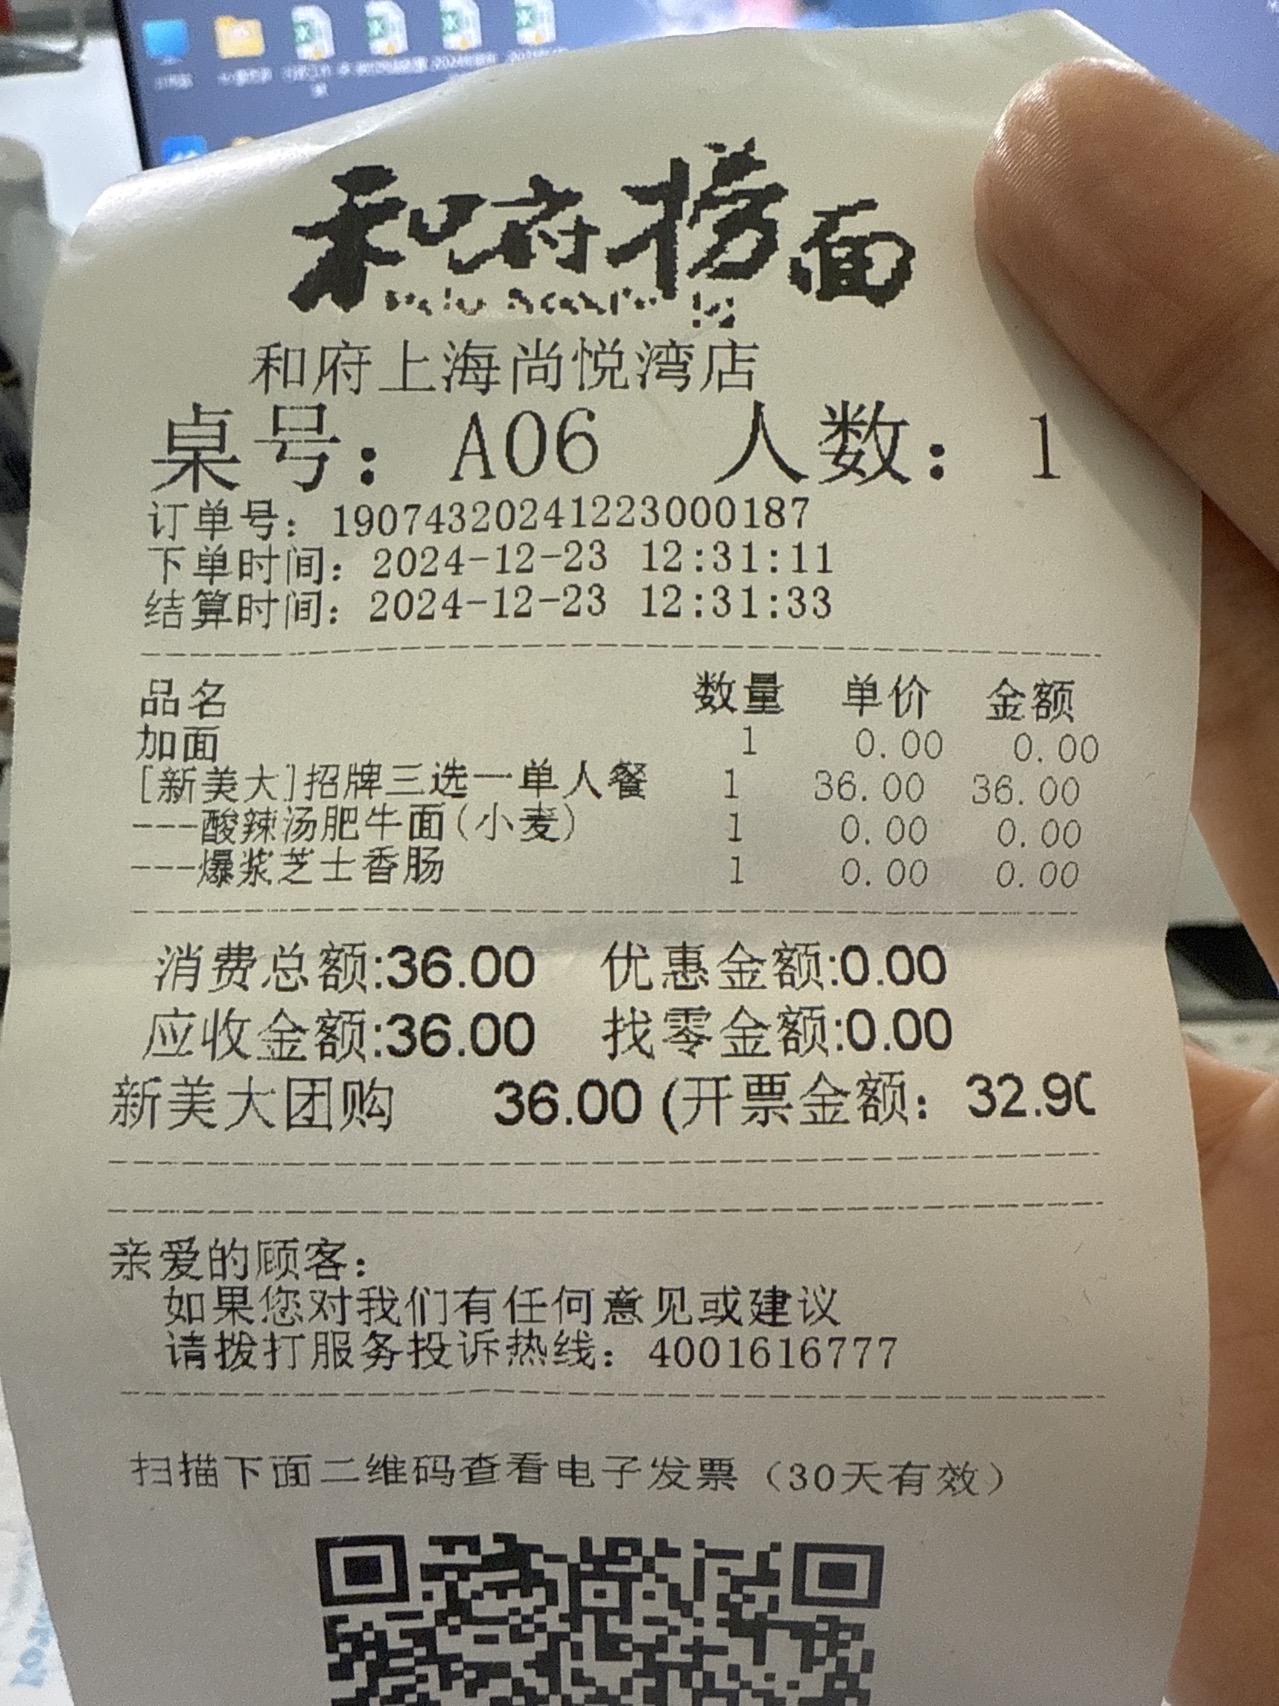 和府捞面
和府上海尚悦湾店
桌号：A06 人数：1
订单号：19074320241223000187
下单时间：2024-12-23 12:31:11
结算时间：2024-12-23 12:31:33
品名 数量 单价 金额
加面 1 0.00 0.00
[新美大]招牌三选一单人餐 1 36.00 36.00
---酸辣汤肥牛面(小麦) 1 0.00 0.00
---爆浆芝士香肠 1 0.00 0.00
消费总额:36.00 优惠金额:0.00
应收金额:36.00 找零金额:0.00
新美大团购 36.00 (开票金额：32.90
亲爱的顾客：
如果您对我们有任何意见或建议
请拨打服务投诉热线：4001616777
扫描下面二维码查看电子发票（30天有效）